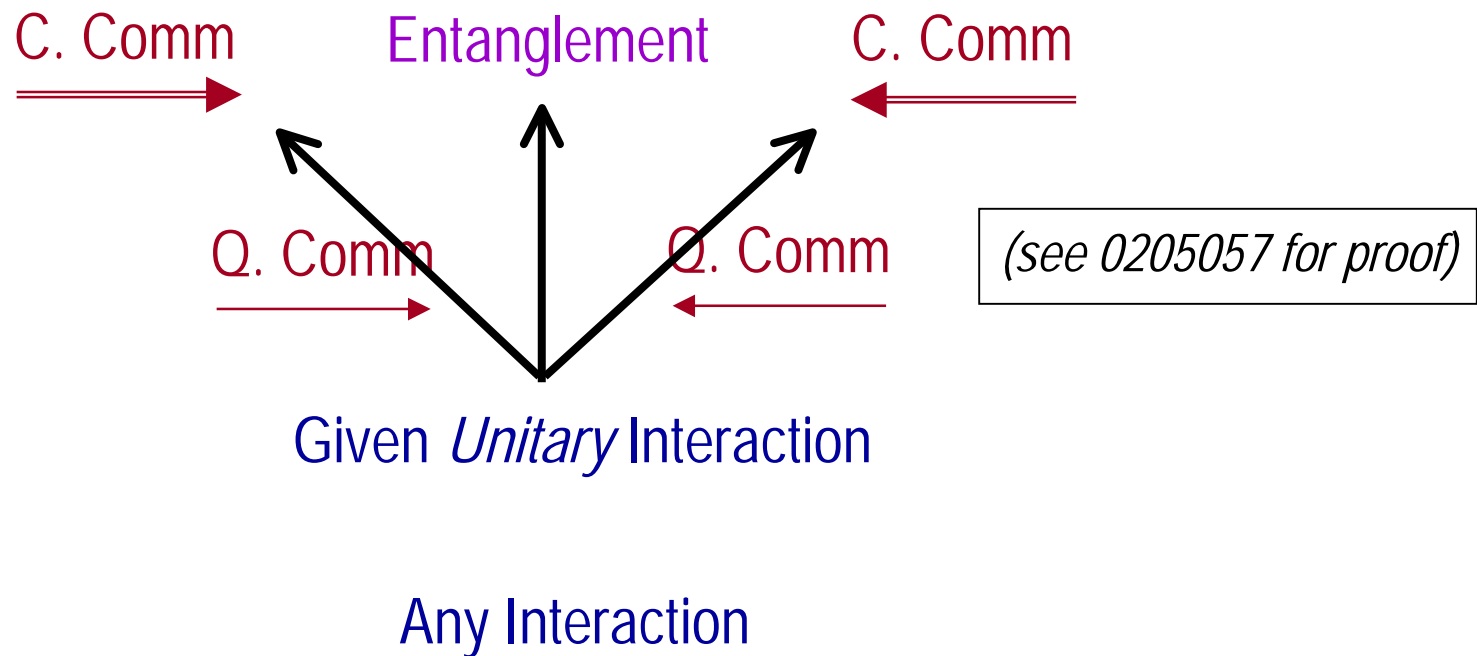 C. Comm
Entanglement
C. Comm
Q. Comm
Q. Comm
(see 0205057 for proof)
Given Unitary Interaction
Any Interaction